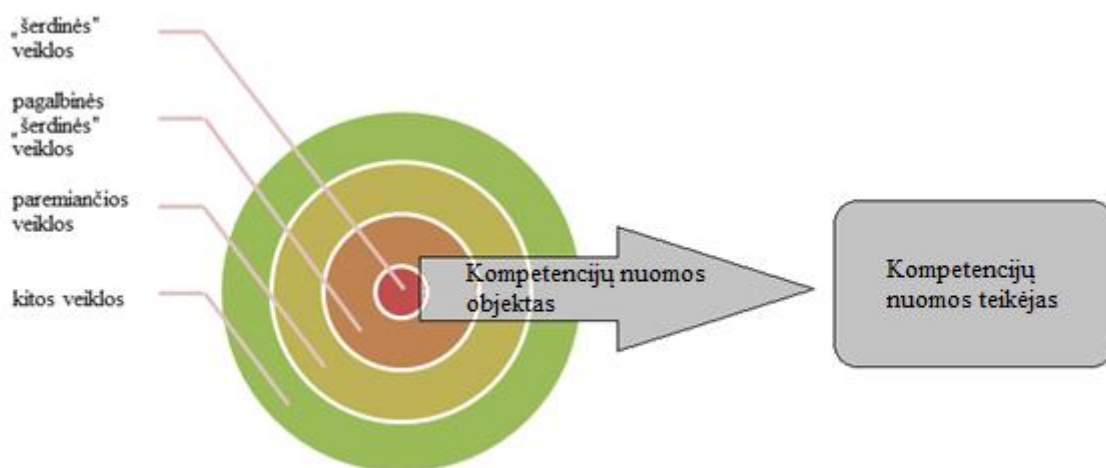 „šerdinės"
veiklos
pagalbinės
„šerdinės"
veiklos
paremiančios
veiklos
kitos veiklos
Kompetencijų nuomos
objektas
Kompetencijų
nuomos teikėjas